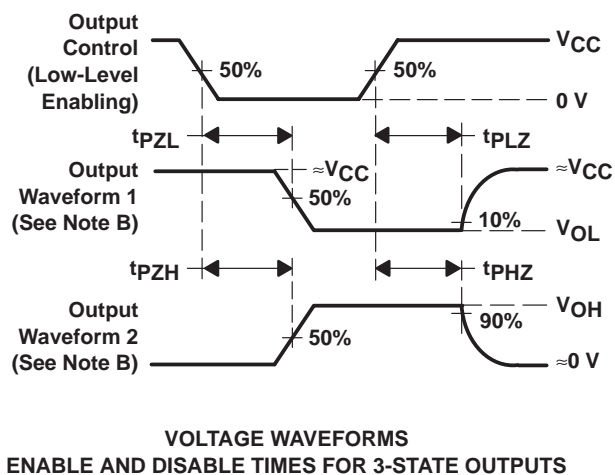 Output
Control
(Low-Level
Enabling)
50%
50%
VCC
0 V
tPZL
tPLZ
Output
Waveform 1
(See Note B)
≈VCC
50%
≈VCC
10%
VOL
tPZH
tPHZ
Output
Waveform 2
(See Note B)
50%
VOH
90%
≈0 V
VOLTAGE WAVEFORMS
ENABLE AND DISABLE TIMES FOR 3-STATE OUTPUTS